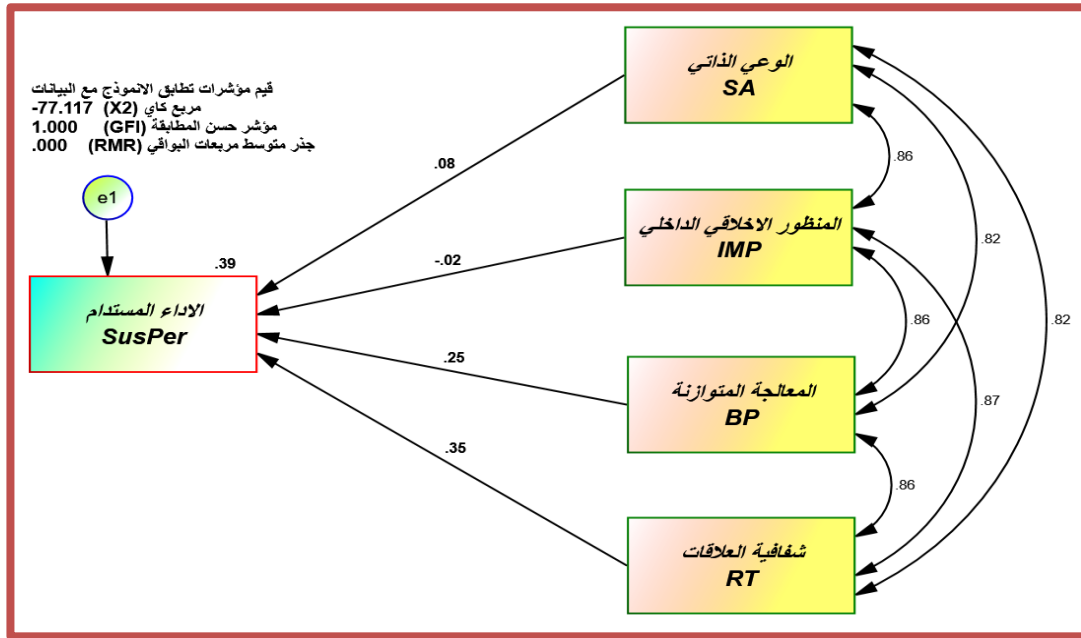 قيم مؤشرات تطابق الانموذج مع البيانات
مربع كاي (X2) -77.117
مؤشر حسن المطابقة (GFI) 1.000
جذر متوسط مربعات البواقي (RMR) .000
e1
.39
الاداء المستدام
SusPer
.08
-.02
.25
.35
الوعي الذاتي
SA
المنظور الاخلاقي الداخلي
IMP
المعالجة المتوازنة
BP
شفافية العلاقات
RT
.86
.82
.86
.82
.87
.86